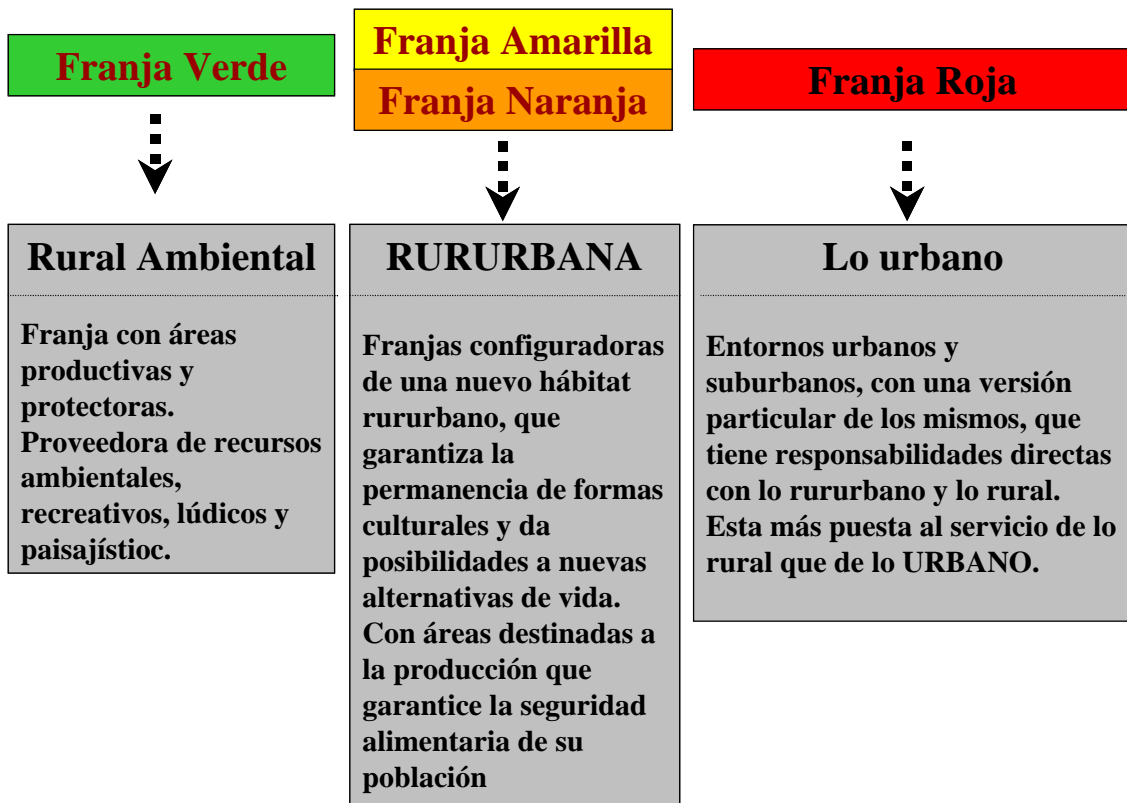 Franja Verde
Franja Amarilla
Franja Naranja
Franja Roja
Rural Ambiental
Franja con áreas
productivas y
protectoras.
Proveedora de recursos
ambientales,
recreativos, lúdicos y
paisajístioc.
RURURBANA
Franjas configuradoras
de una nuevo hábitat
rururbano, que
garantiza la
permanencia de formas
culturales y da
posibilidades a nuevas
alternativas de vida.
Con áreas destinadas a
la producción que
garantice la seguridad
alimentaria de su
población
Lo urbano
Entornos urbanos y
suburbanos, con una versión
particular de los mismos, que
tiene responsabilidades directas
con lo rururbano y lo rural.
Esta más puesta al servicio de lo
rural que de lo URBANO.